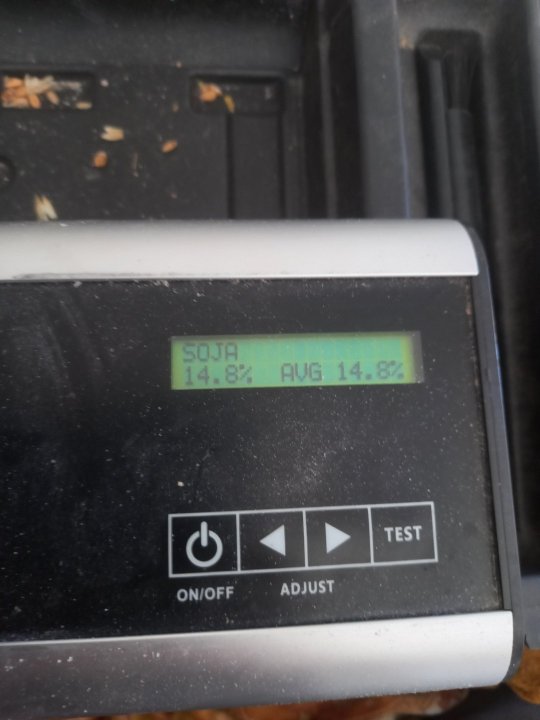 SOJA
14.8% AVG 14.8%
TEST
ON/OFF ADJUST